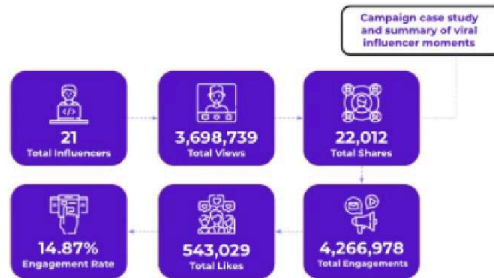 Campaign case study
and summary of viral
influencer moments
21
Total Influencers
3,698,739
Total Views
22,012
Total Shares
14.87%
Engagement Rate
543,029
Total Likes
4,266,978
Total Engagements